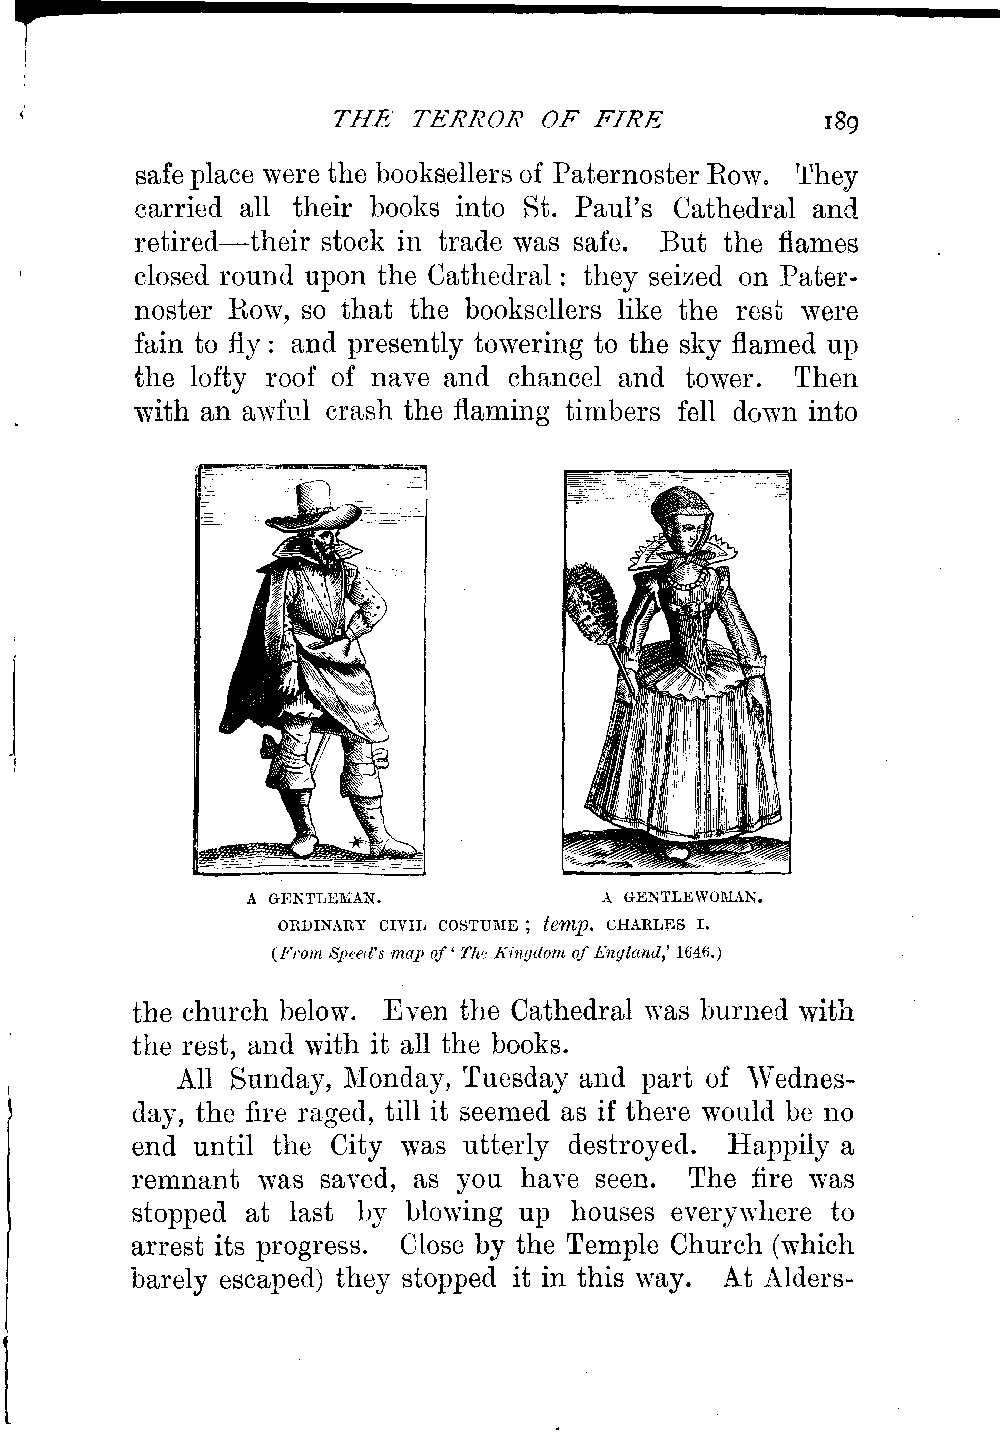 THE TERROR OF FIRE 189
safe place were the booksellers of Paternoster Row. They
carried all their books into St. Paul's Cathedral and
retired—their stock in trade was safe. But the flames
closed round upon the Cathedral : they seized on Pater-
noster Row, so that the booksellers like the rest were
fain to fly : and presently towering to the sky flamed up
the lofty roof of nave and chancel and tower. Then
with an awful crash the flaming timbers fell down into
A GENTLEMAN. A GENTLEWOMAN.
ORDINARY CIVIL COSTUME ; temp. CHARLES I.
(From Speed's map of ' The Kingdom of England,' 1646.)
the church below. Even the Cathedral was burned with
the rest, and with it all the books.
All Sunday, Monday, Tuesday and part of Wednes-
day, the fire raged, till it seemed as if there would be no
end until the City was utterly destroyed. Happily a
remnant was saved, as you have seen. The fire was
stopped at last by blowing up houses everywhere to
arrest its progress. Close by the Temple Church (which
barely escaped) they stopped it in this way. At Alders-